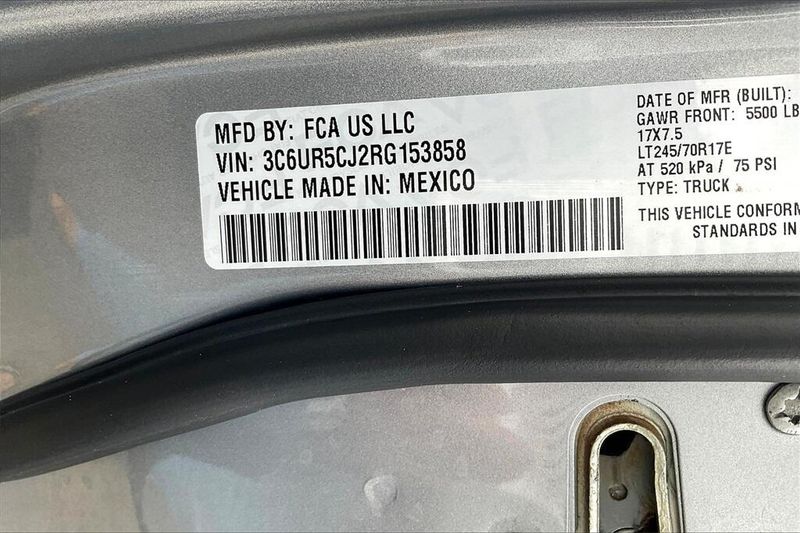 MFD BY: FCA US LLC
VIN: 3C6UR5CJ2RG153858
VEHICLE MADE IN: MEXICO
DATE OF MFR (BUILT):
GAWR FRONT: 5500 LB
17X7.5
LT245/70R17E
AT 520 kPa / 75 PSI
TYPE: TRUCK
THIS VEHICLE CONFORM
STANDARDS IN